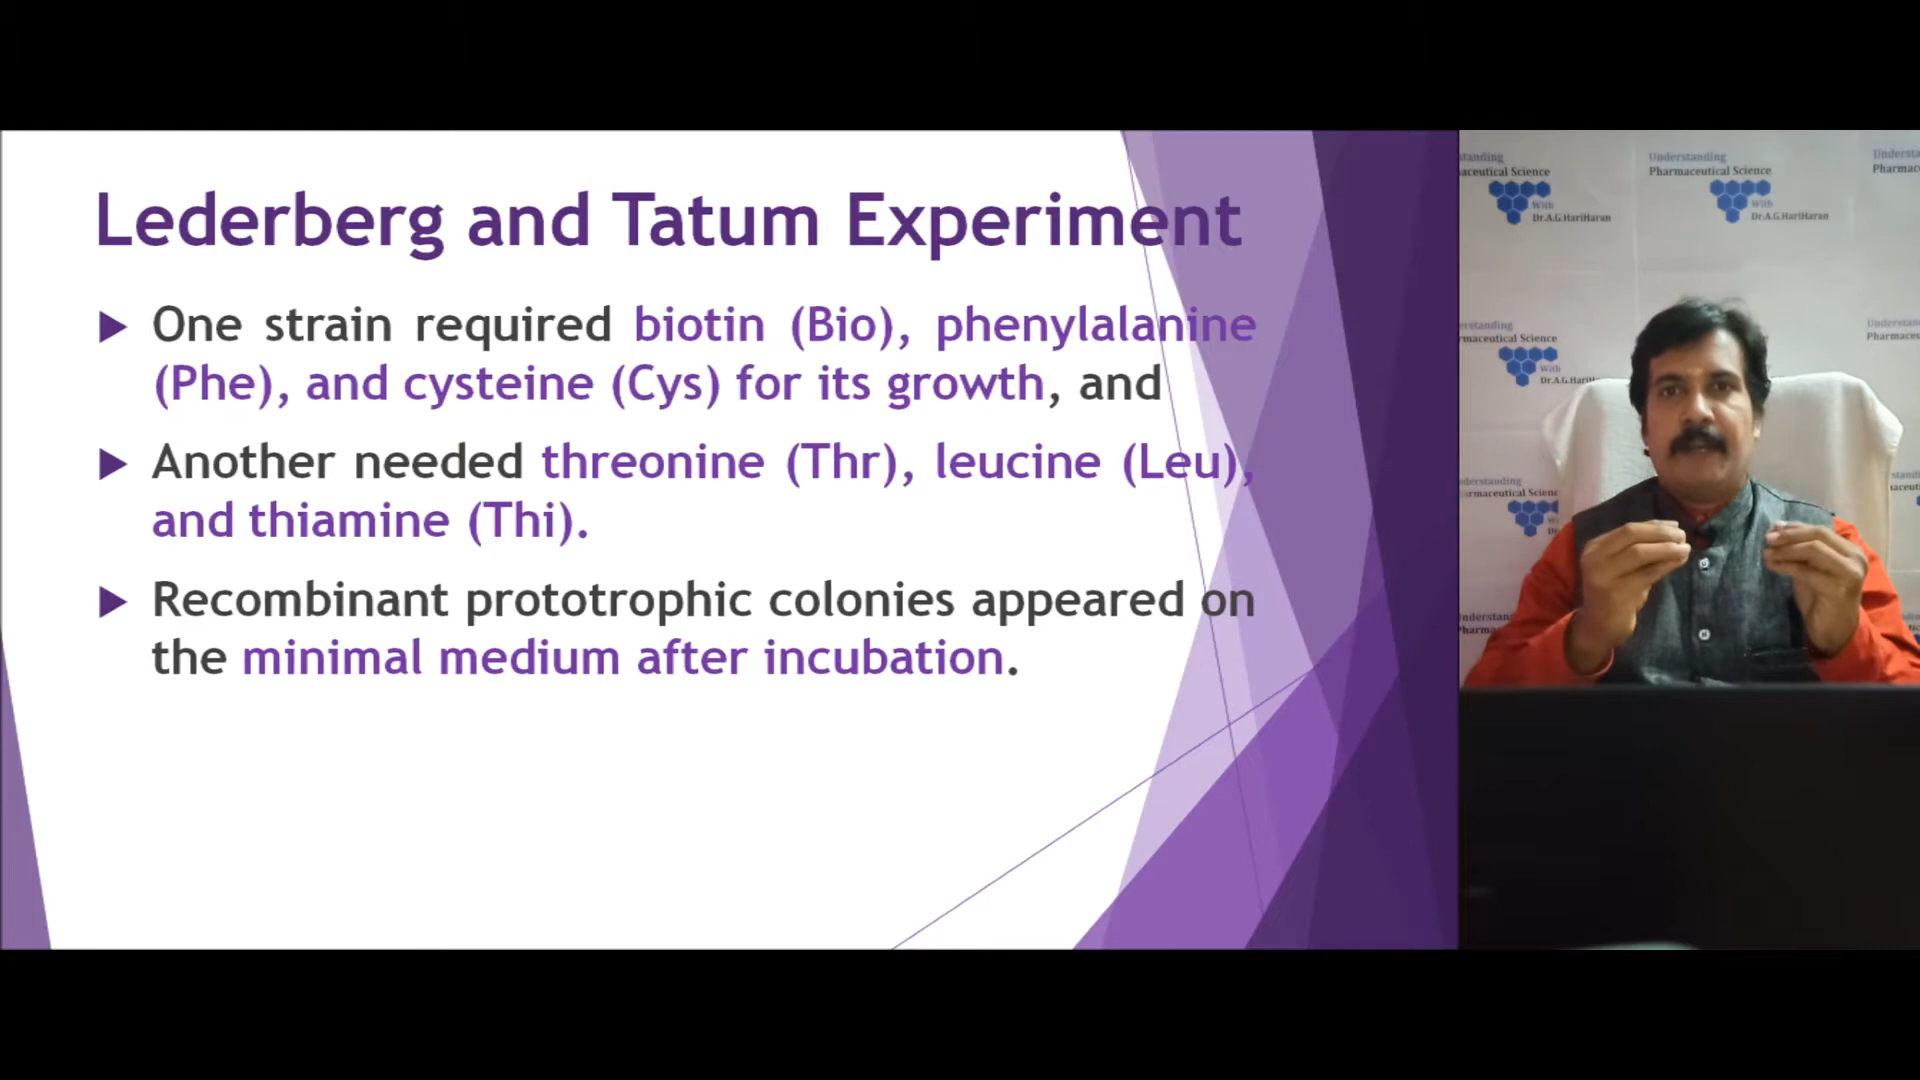 Lederberg and Tatum Experiment
One strain required biotin (Bio), phenylalanine
(Phe), and cysteine (Cys) for its growth, and
Another needed threonine (Thr), leucine (Leu),
and thiamine (Thi).
Recombinant prototrophic colonies appeared on
the minimal medium after incubation.
Understanding
Pharmaceutical Science
With
Dr.A.G.HariHaran